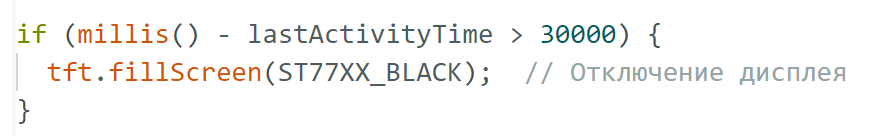 if (millis() - lastActivityTime > 30000) {
  tft.fillScreen(ST77XX_BLACK);  // Отключение дисплея
}